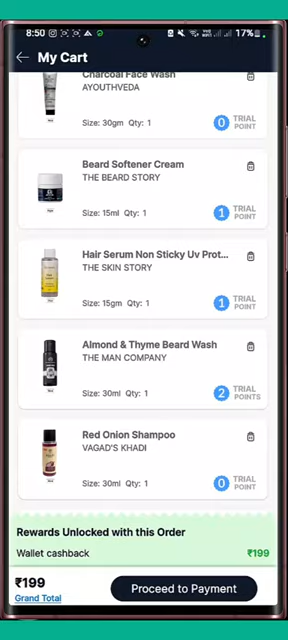 8:50
17%
My Cart
Charcoal Face Wash
AYOUTHVEDA
Size: 30gm Qty: 1
0 TRIAL
POINT
Beard Softener Cream
THE BEARD STORY
Size: 15ml Qty: 1
1 TRIAL
POINT
Hair Serum Non Sticky Uv Prot...
THE SKIN STORY
Size: 15gm Qty: 1
1 TRIAL
POINT
Almond & Thyme Beard Wash
THE MAN COMPANY
Size: 30ml Qty: 1
2 TRIAL
POINTS
Red Onion Shampoo
VAGAD'S KHADI
Size: 30ml Qty: 1
0 TRIAL
POINT
Rewards Unlocked with this Order
Wallet cashback ₹199
₹199
Grand Total
Proceed to Payment